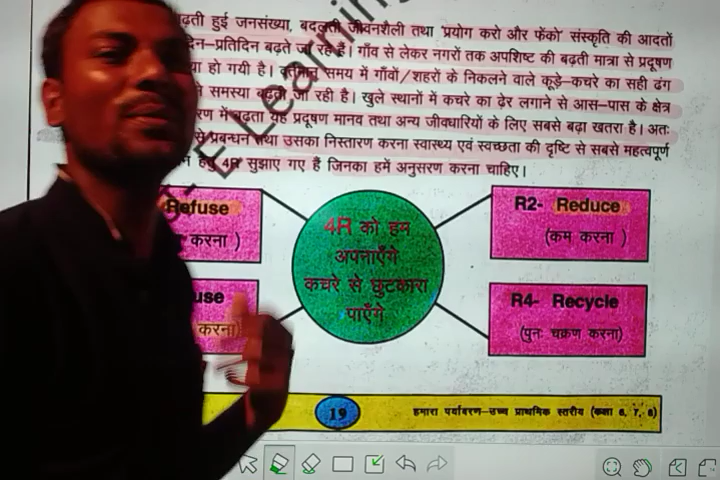 बढ़ती हुई जनसंख्या, बदलती जीवनशैली तथा 'प्रयोग करो और फेंको' संस्कृति की आदतों
दिन–प्रतिदिन बढ़ते जा रहे हैं। गाँव से लेकर नगरों तक अपशिष्ट की बढ़ती मात्रा से प्रदूषण
हो गयी है। वर्तमान समय में गाँवों/शहरों के निकलने वाले कूड़े–कचरे का सही ढंग
समस्या बढ़ती जा रही है। खुले स्थानों में कचरे का ढ़ेर लगाने से आस–पास के क्षेत्र
में बढ़ता यह प्रदूषण मानव तथा अन्य जीवधारियों के लिए सबसे बड़ा खतरा है। अतः
से प्रबन्धन तथा उसका निस्तारण करना स्वास्थ्य एवं स्वच्छता की दृष्टि से सबसे महत्वपूर्ण
हेतु 4R सुझाए गए हैं जिनका हमें अनुसरण करना चाहिए।
E Learning
Refuse
करना )
4R को हम
अपनाएँगे
कचरे से छुटकारा
पाएँगे
R2- Reduce
(कम करना )
use
करना)
R4- Recycle
(पुनः चक्रण करना)
19
हमारा पर्यावरण–उच्च प्राथमिक स्तरीय (कक्षा 6, 7, 8)